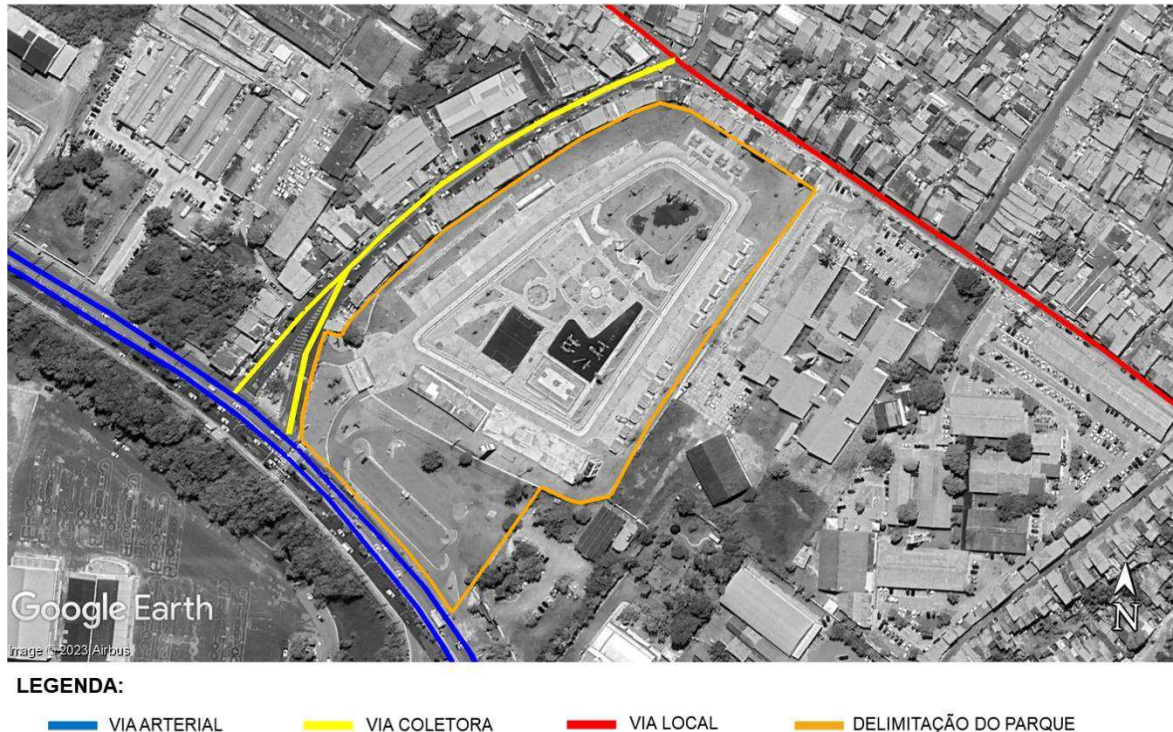 Google Earth
Image © 2023 Airbus
N
LEGENDA:
VIA ARTERIAL
VIA COLETORA
VIA LOCAL
DELIMITAÇÃO DO PARQUE